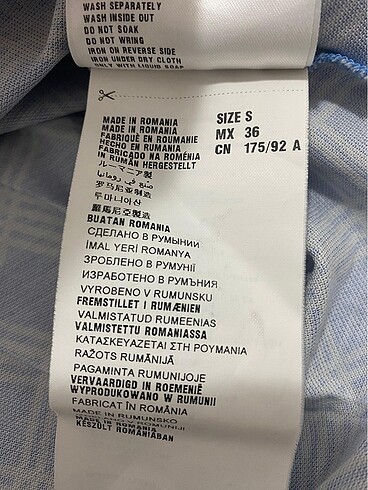 WASH SEPARATELY
WASH INSIDE OUT
DO NOT SOAK
DO NOT WRING
IRON ON REVERSE SIDE
IRON UNDER DRY CLOTH
ONLY WITH LIQUID SOAP
SIZE S
MX 36
CN 175/92 A
MADE IN ROMANIA
MADE IN ROMANIA
FABRIQUÉ EN ROUMANIE
HECHO EN RUMANIA
FABRICADO NA ROMÉNIA
IN RUMÄN HERGESTELLT
ルーマニア製
صنع في رومانيا
罗马尼亚制造
루마니아산
羅馬尼亞製造
BUATAN ROMANIA
СДЕЛАНО В РУМЫНИИ
İMAL YERİ ROMANYA
ЗРОБЛЕНО В РУМУНІЇ
ИЗРАБОТЕНО В РУМЪНИЯ
VYROBENO V RUMUNSKU
FREMSTILLET I RUMÆNIEN
VALMISTATUD RUMEENIAS
VALMISTETTU ROMANIASSA
ΚΑΤΑΣΚΕΥΑΖΕΤΑΙ ΣΤΗ ΡΟΥΜΑΝΙΑ
RAŽOTS RUMĀNIJĀ
PAGAMINTA RUMUNIJOJE
VERVAARDIGD IN ROEMENIË
WYPRODUKOWANO W RUMUNII
FABRICAT ÎN ROMÂNIA
MADE IN RUMUNSKO
RUMUNIJI
MADE IN ROMANIA
KÉSZÜLT ROMÁNIÁBAN